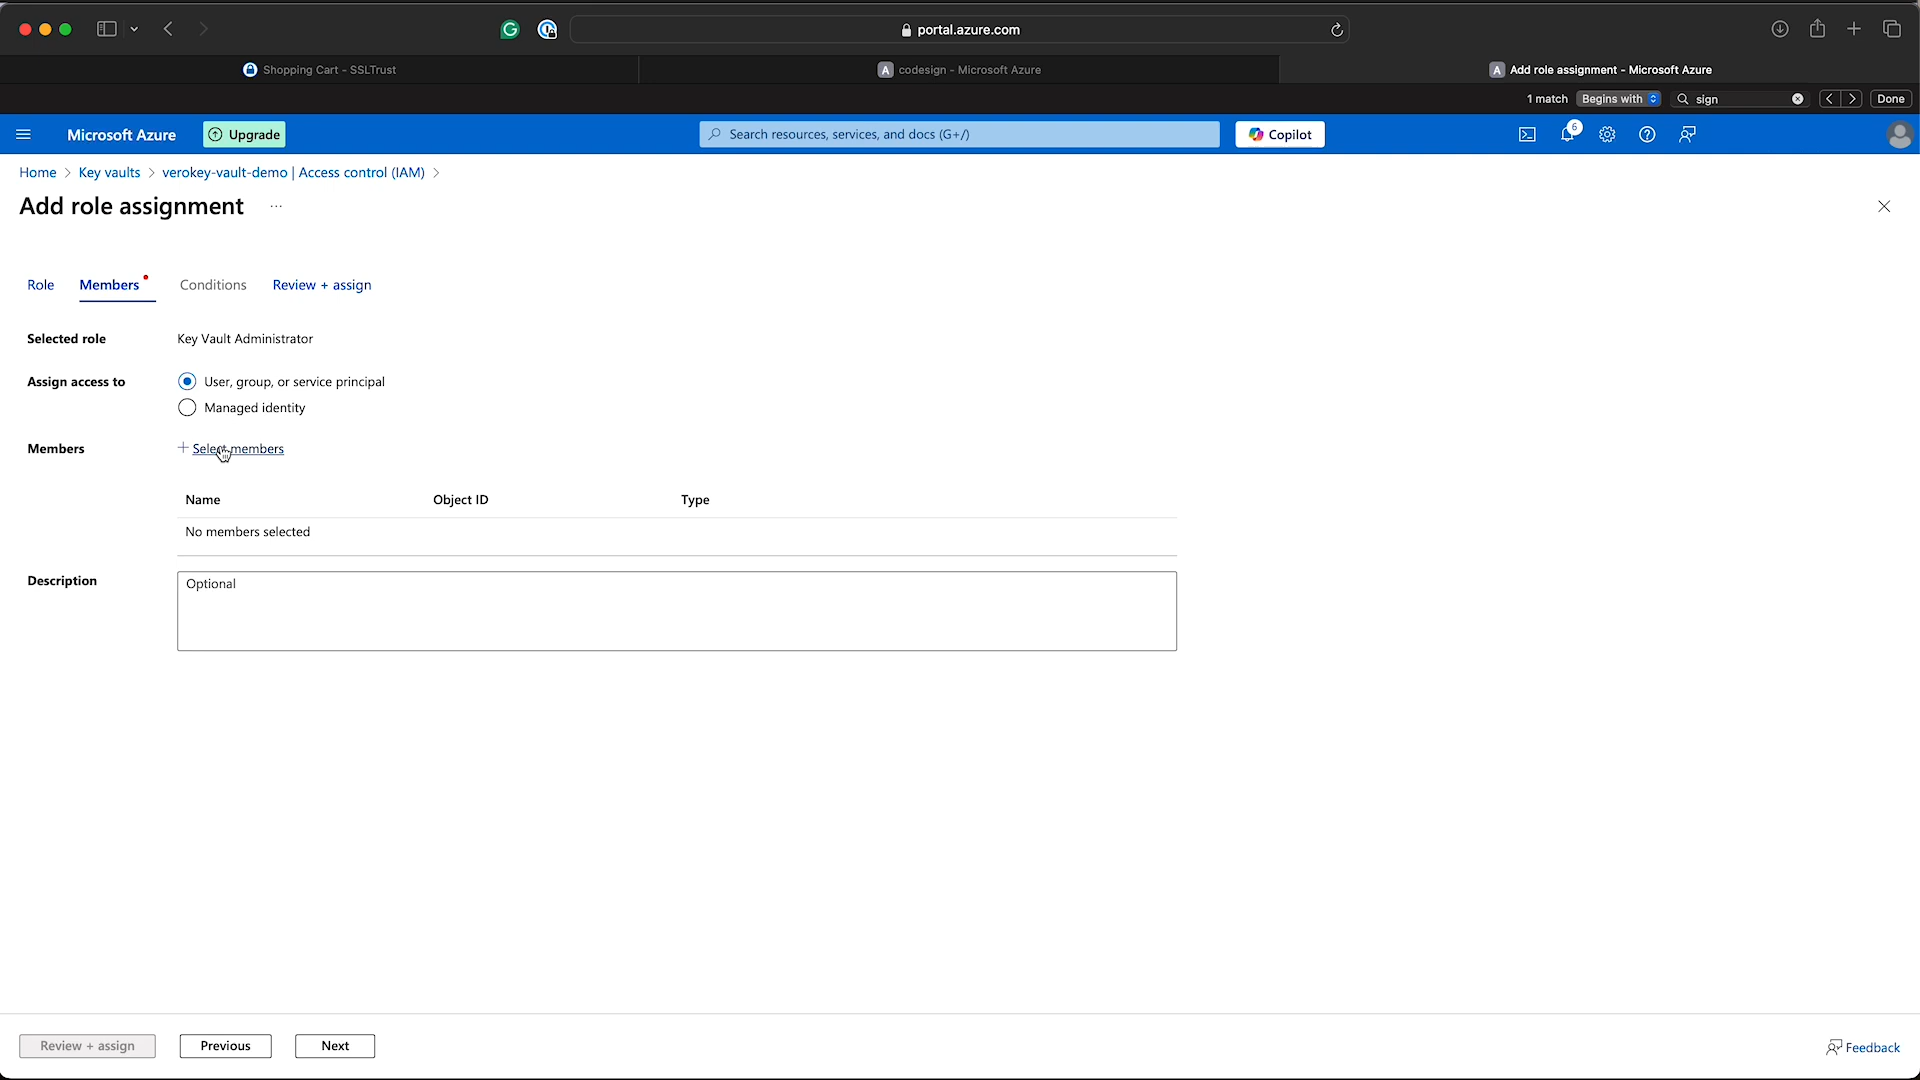 portal.azure.com
Shopping Cart - SSLTrust
codesign - Microsoft Azure
Add role assignment - Microsoft Azure
1 match Begins with sign Done
Microsoft Azure Upgrade Search resources, services, and docs (G+/) Copilot 6
Home > Key vaults > verokey-vault-demo | Access control (IAM) >
Add role assignment ...
Role Members Conditions Review + assign
Selected role Key Vault Administrator
Assign access to User, group, or service principal
Managed identity
Members + Select members
Name Object ID Type
No members selected
Description Optional
Review + assign Previous Next Feedback